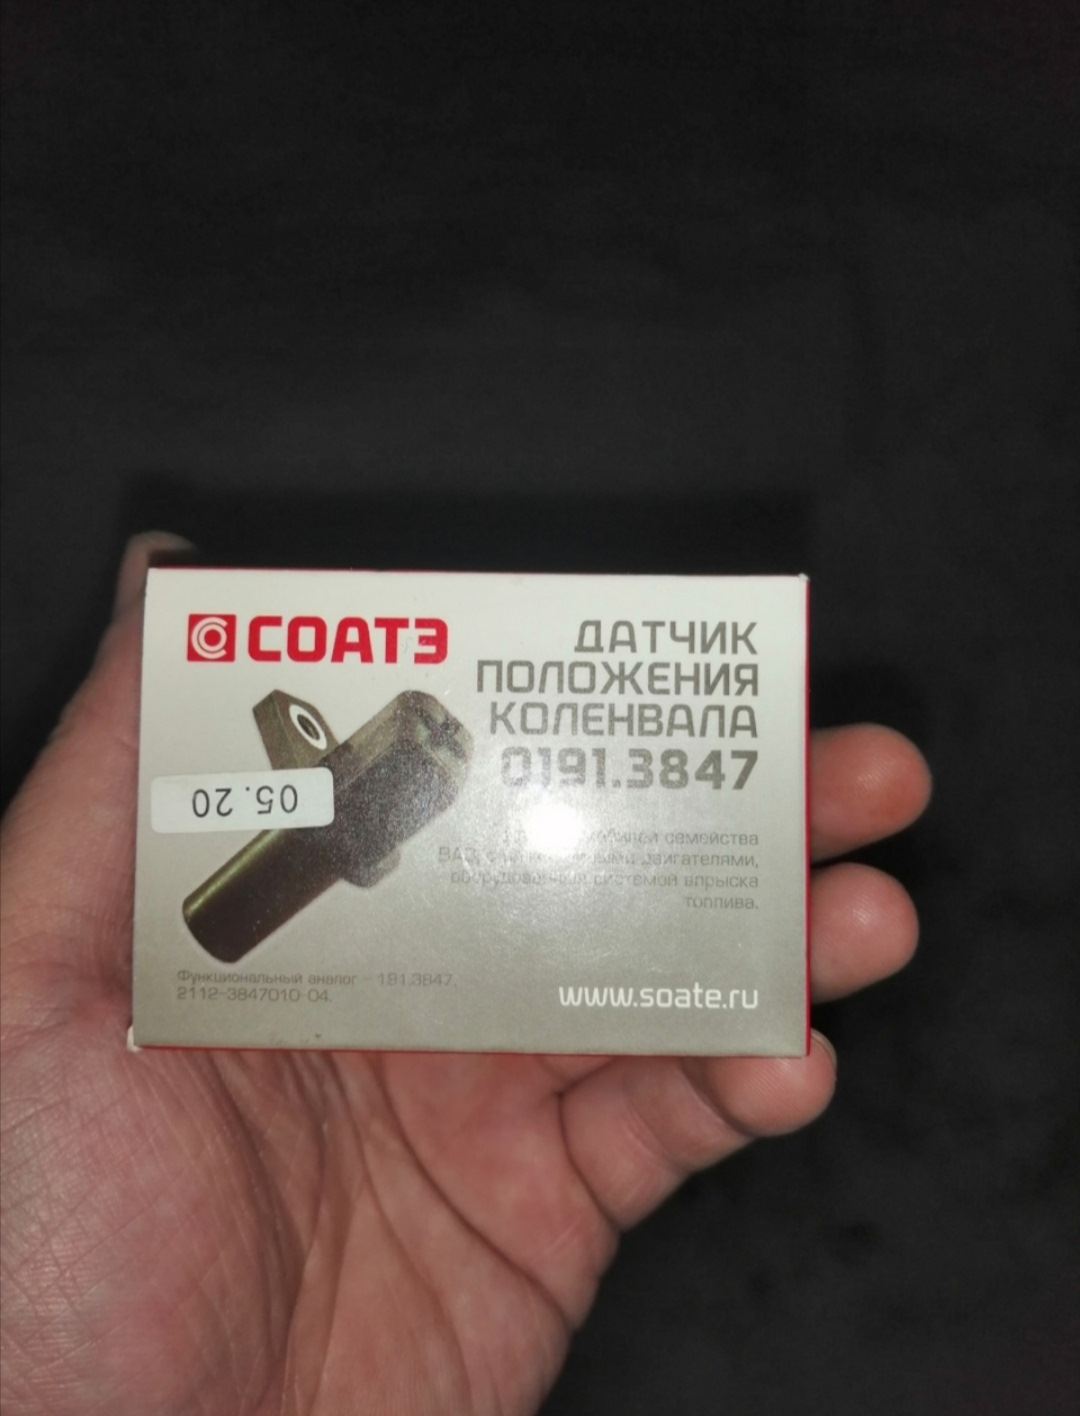 СОАТЭ
ДАТЧИК
ПОЛОЖЕНИЯ
КОЛЕНВАЛА
0191.3847
05.20
семейства
двигателями,
системой впрыска
топлива.
Функциональный аналог – 191.3847,
2112-3847010-04.
www.soate.ru